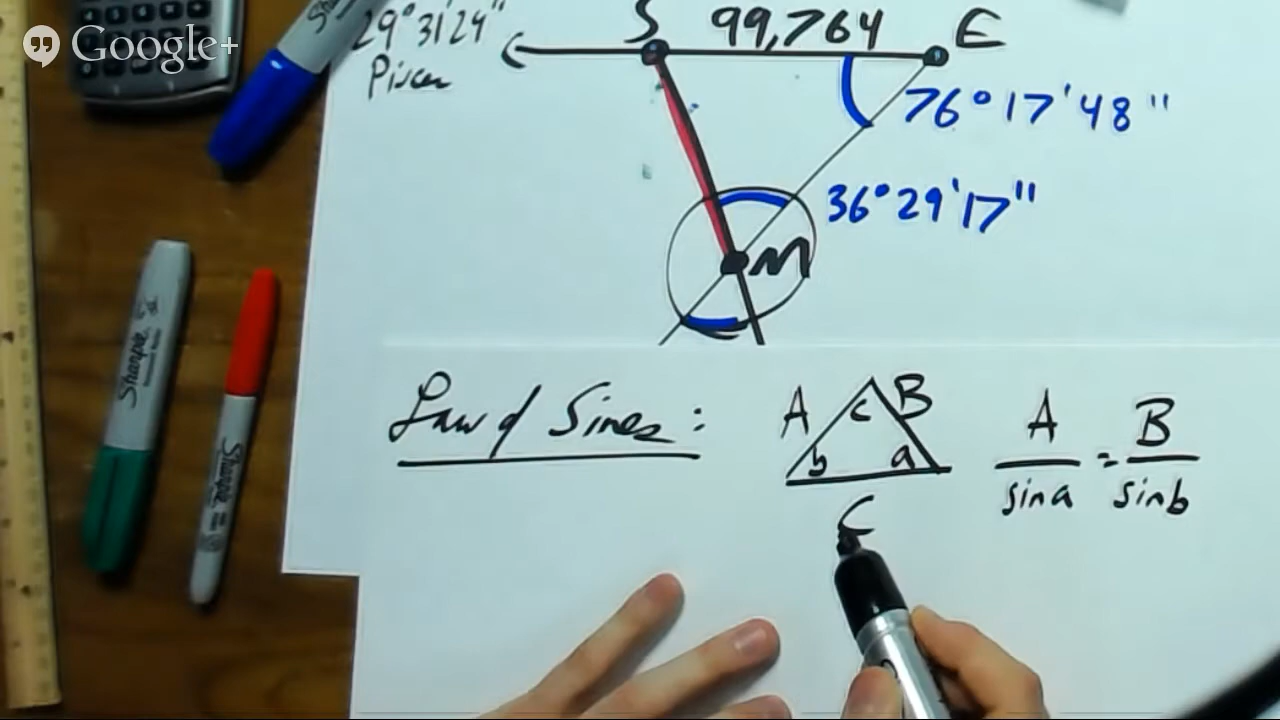 Google+
29°31'24"
Pisces
S 99,764 E
76°17'48"
36°29'17"
M
Law of Sines:
A B
c
b a
C
A = B
sin a sin b
Sharpie
Sharpie